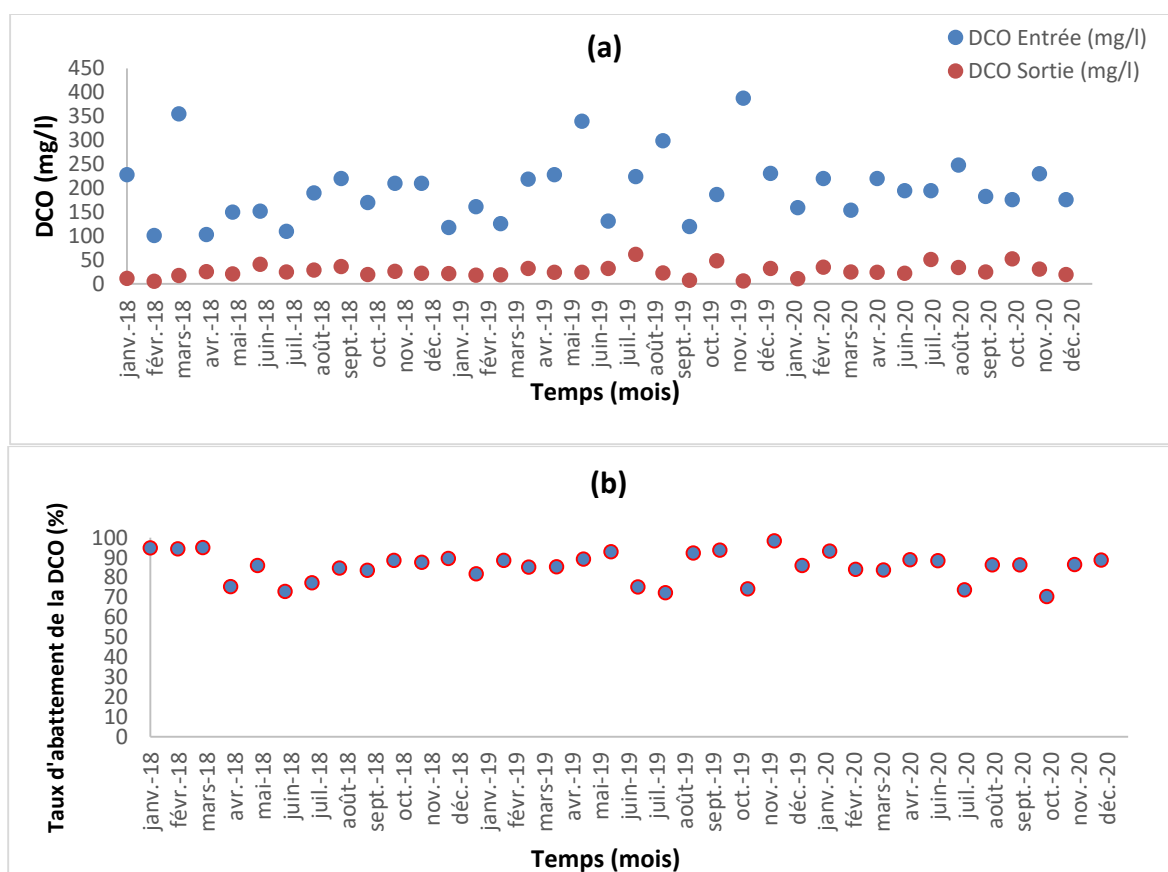 (a)
DCO Entrée (mg/l)
DCO Sortie (mg/l)
DCO (mg/l)
450
400
350
300
250
200
150
100
50
0
janv.-18
févr.-18
mars-18
avr.-18
mai-18
juin-18
juil.-18
août-18
sept.-18
oct.-18
nov.-18
déc.-18
janv.-19
févr.-19
mars-19
avr.-19
mai-19
juin-19
juil.-19
août-19
sept.-19
oct.-19
nov.-19
déc.-19
janv.-20
févr.-20
mars-20
avr.-20
juin-20
juil.-20
août-20
sept.-20
oct.-20
nov.-20
déc.-20
Temps (mois)
(b)
Taux d'abattement de la DCO (%)
100
90
80
70
60
50
40
30
20
10
0
janv.-18
févr.-18
mars-18
avr.-18
mai-18
juin-18
juil.-18
août-18
sept.-18
oct.-18
nov.-18
déc.-18
janv.-19
févr.-19
mars-19
avr.-19
mai-19
juin-19
juil.-19
août-19
sept.-19
oct.-19
nov.-19
déc.-19
janv.-20
févr.-20
mars-20
avr.-20
juin-20
juil.-20
août-20
sept.-20
oct.-20
nov.-20
déc.-20
Temps (mois)